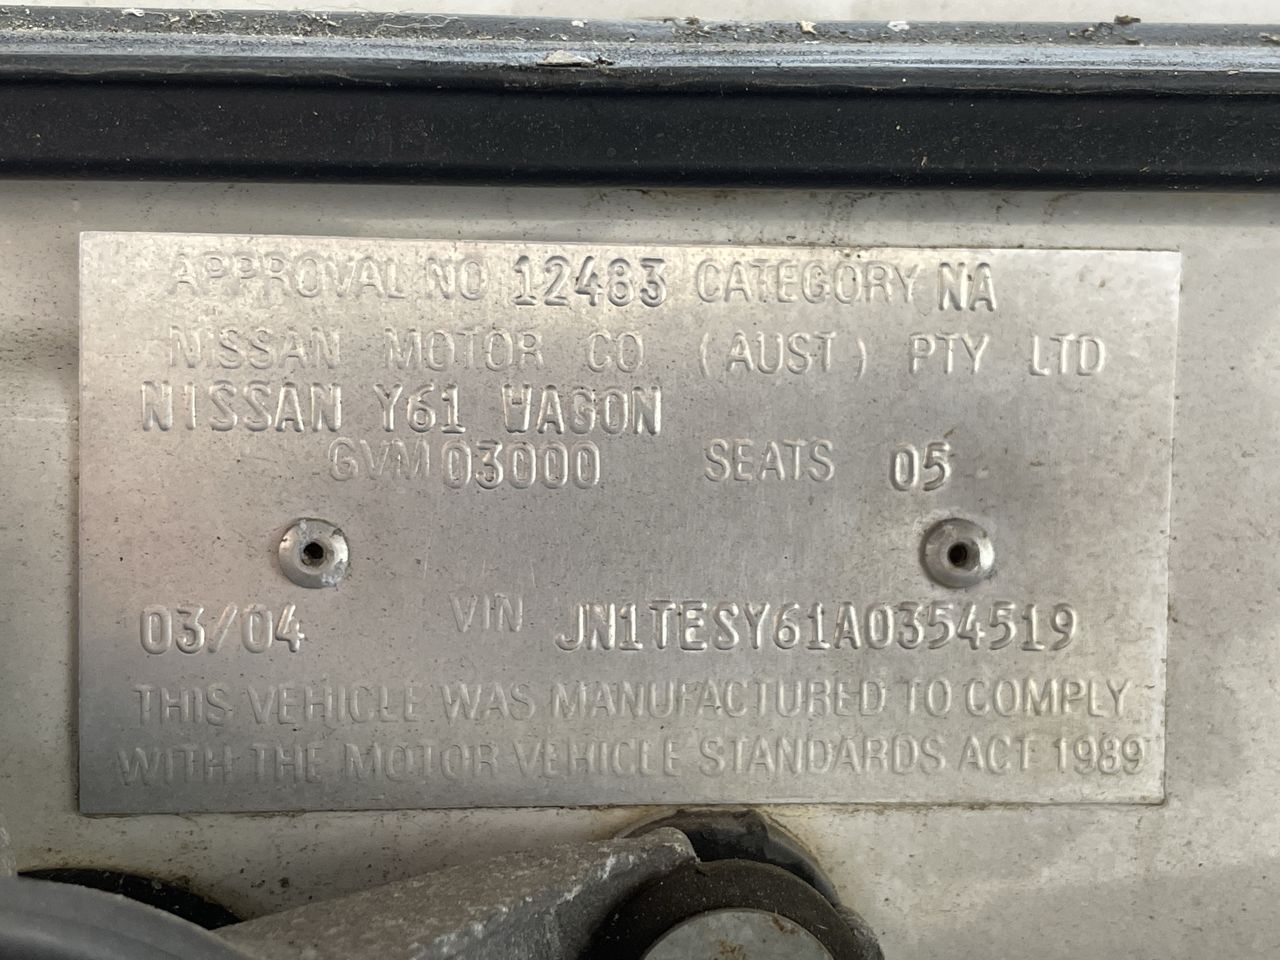 APPROVAL NO 12483 CATEGORY NA
NISSAN MOTOR CO (AUST) PTY LTD
NISSAN Y61 WAGON
GVM 03000 SEATS 05
03/04 VIN JN1TESY61A0354519
THIS VEHICLE WAS MANUFACTURED TO COMPLY
WITH THE MOTOR VEHICLE STANDARDS ACT 1989